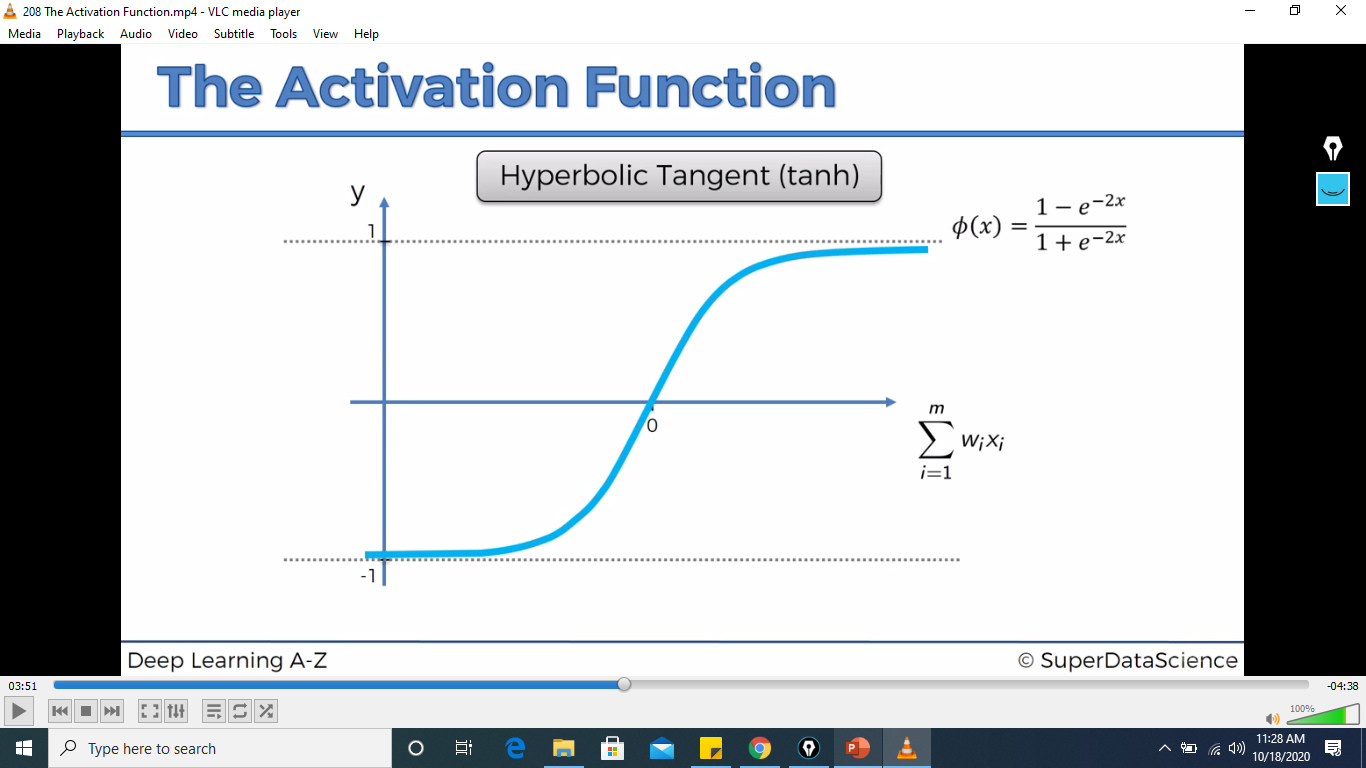 208 The Activation Function.mp4 - VLC media player
Media Playback Audio Video Subtitle Tools View Help
The Activation Function
Hyperbolic Tangent (tanh)
y
1
ϕ(x) = (1 − e^−2x) / (1 + e^−2x)
0
m
∑ wᵢxᵢ
i=1
-1
Deep Learning A-Z
© SuperDataScience
03:51
-04:38
100%
Type here to search
11:28 AM
10/18/2020